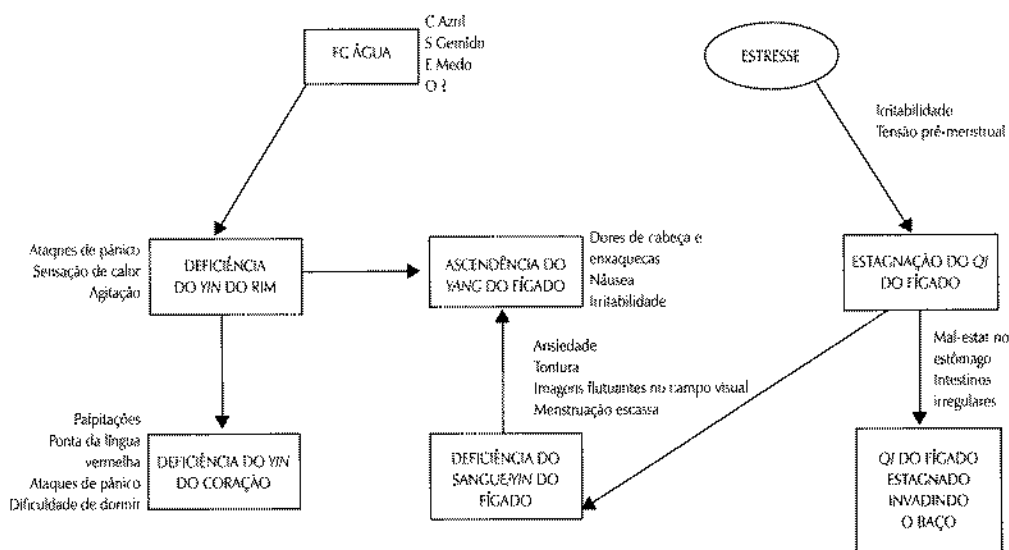 FC ÁGUA
C Azul
S Gemido
E Medo
O ?
ESTRESSE
Irritabilidade
Tensão pré-menstrual
Ataques de pânico
Sensação de calor
Agitação
DEFICIÊNCIA
DO YIN DO RIM
ASCENDÊNCIA DO
YANG DO FÍGADO
Dores de cabeça e
enxaquecas
Náusea
Irritabilidade
ESTAGNAÇÃO DO QI
DO FÍGADO
Ansiedade
Tontura
Imagens flutuantes no campo visual
Menstruação escassa
Mal-estar no
estômago
Intestinos
irregulares
Palpitações
Ponta da língua
vermelha
Ataques de pânico
Dificuldade de dormir
DEFICIÊNCIA DO YIN
DO CORAÇÃO
DEFICIÊNCIA DO
SANGUE/YIN DO
FÍGADO
QI DO FÍGADO
ESTAGNADO
INVADINDO
O BAÇO